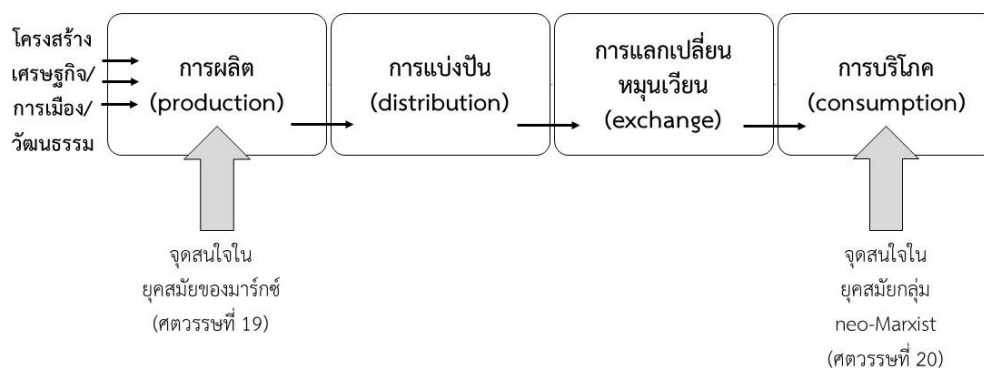 โครงสร้าง
เศรษฐกิจ/
การเมือง/
วัฒนธรรม
การผลิต
(production)
การแบ่งปัน
(distribution)
การแลกเปลี่ยน
หมุนเวียน
(exchange)
การบริโภค
(consumption)
จุดสนใจใน
ยุคสมัยของมาร์กซ์
(ศตวรรษที่ 19)
จุดสนใจใน
ยุคสมัยกลุ่ม
neo-Marxist
(ศตวรรษที่ 20)